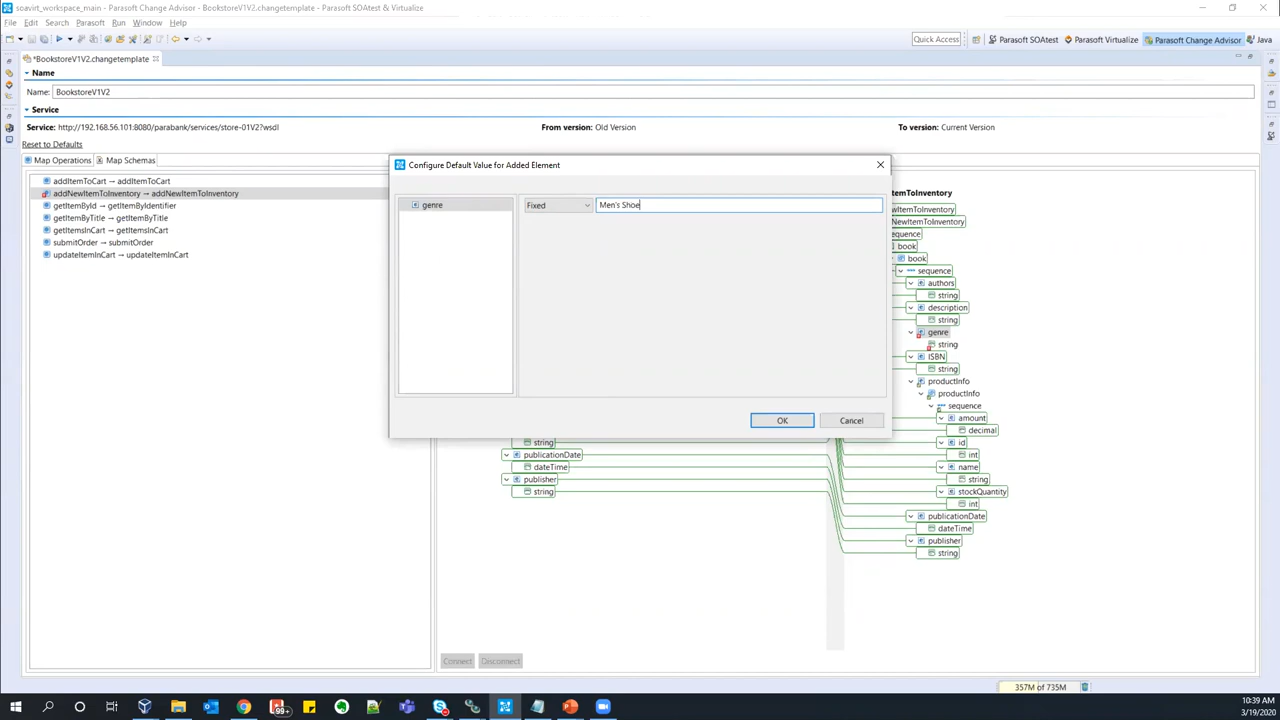 soavirt_workspace_main - Parasoft Change Advisor - Parasoft SOAtest & Virtualize
File Edit Search Parasoft Run Window Help
Quick Access Parasoft SOAtest Parasoft Virtualize Parasoft Change Advisor Java
*BookstoreV1V2.changetemplate
Name
Name: BookstoreV1V2
Service
Service: http://192.168.56.101:8080/parabank/services/store-01V2?wsdl From version: Old Version To version: Current Version
Reset to Defaults
Map Operations Map Schemas
addItemToCart → addItemToCart
addNewItemToInventory → addNewItemToInventory
getItemById → getItemByIdentifier
getItemByTitle → getItemByTitle
getItemsInCart → getItemsInCart
submitOrder → submitOrder
updateItemInCart → updateItemInCart
Configure Default Value for Added Element
genre
Fixed Men's Shoe
OK Cancel
string
publicationDate
dateTime
publisher
string
emToInventory
wItemToInventory
NewItemToInventory
equence
book
book
sequence
authors
string
description
string
genre
string
ISBN
string
productInfo
productInfo
sequence
amount
decimal
id
int
name
string
stockQuantity
int
publicationDate
dateTime
publisher
string
Connect Disconnect
357M of 735M
99+
10:39 AM
3/19/2020